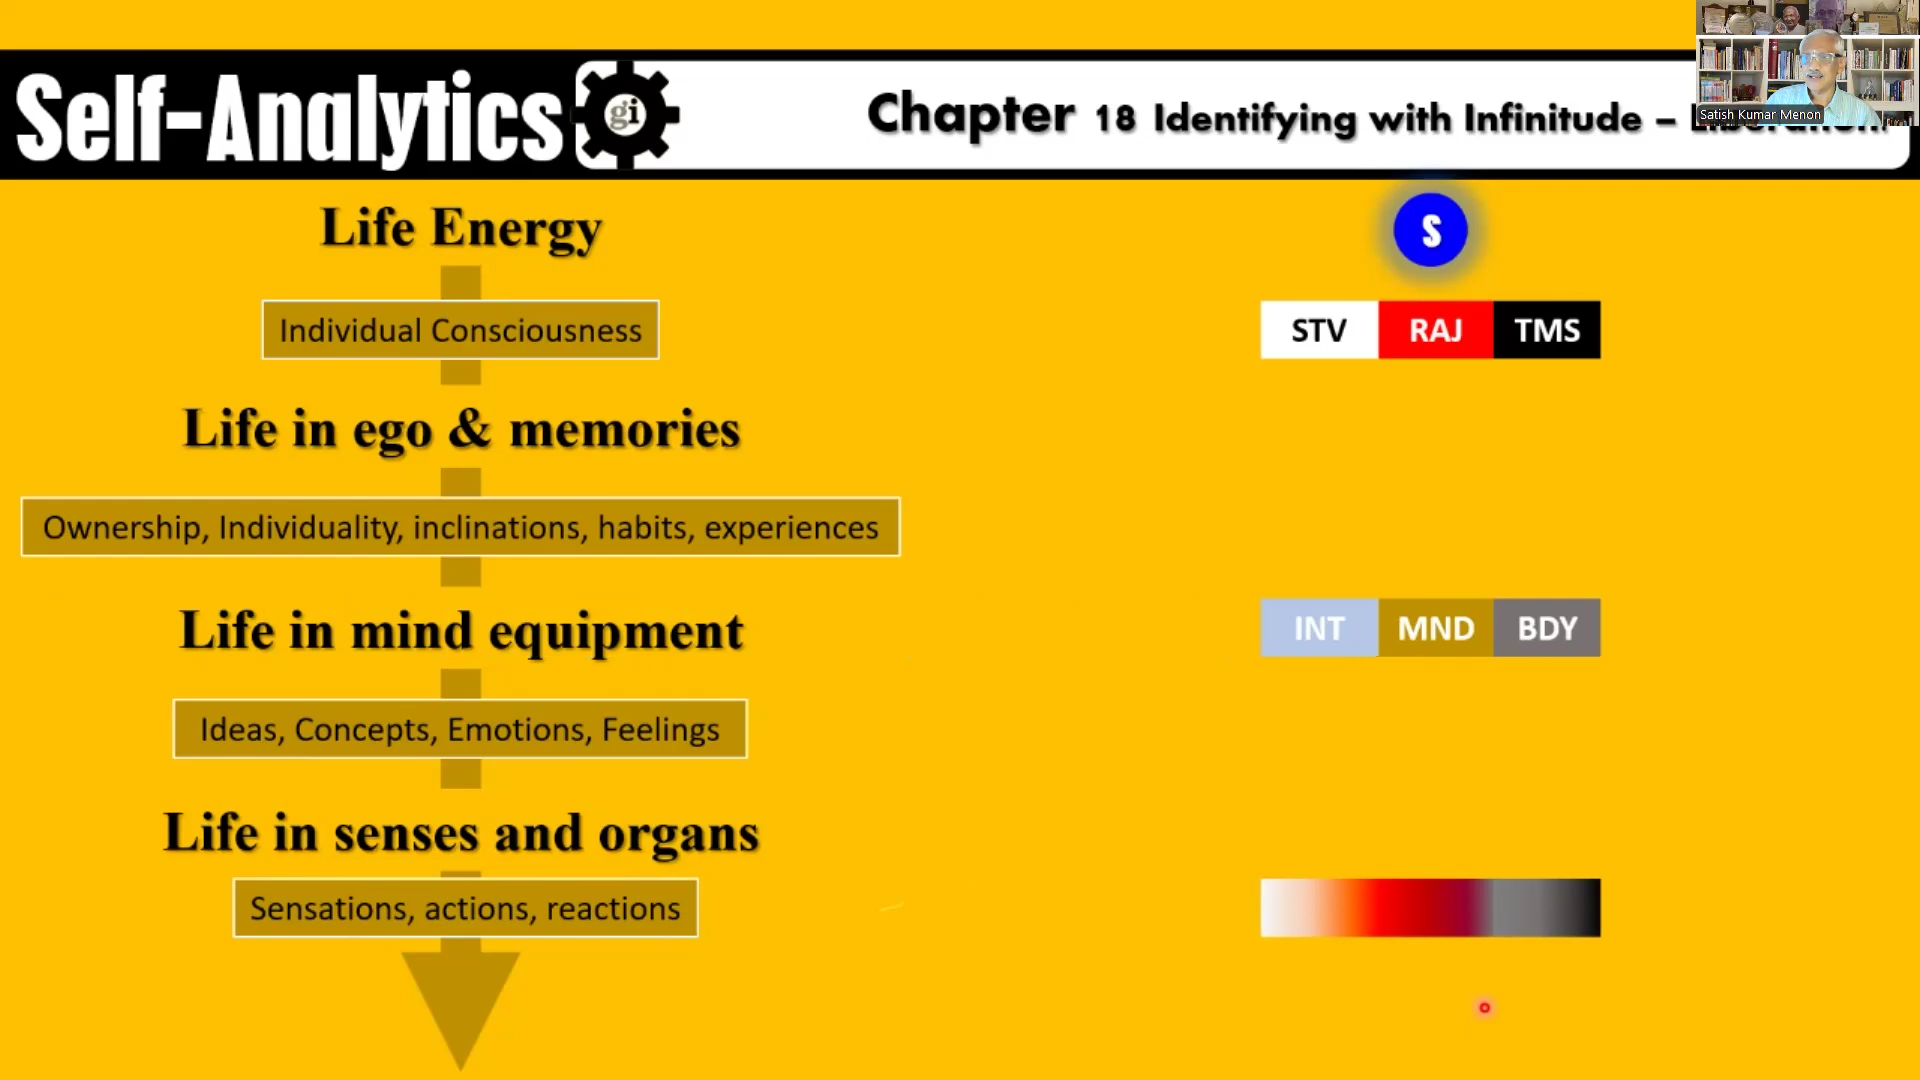 Self-Analytics
gi
Chapter 18 Identifying with Infinitude –
Satish Kumar Menon
Life Energy
S
Individual Consciousness
STV RAJ TMS
Life in ego & memories
Ownership, Individuality, inclinations, habits, experiences
Life in mind equipment
INT MND BDY
Ideas, Concepts, Emotions, Feelings
Life in senses and organs
Sensations, actions, reactions